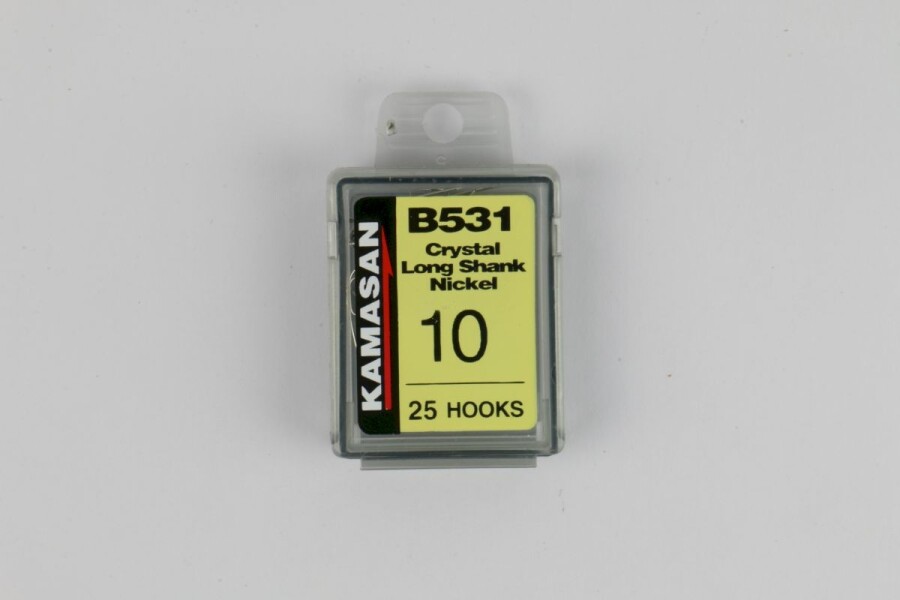 KAMASAN
B531
Crystal
Long Shank
Nickel
10
25 HOOKS